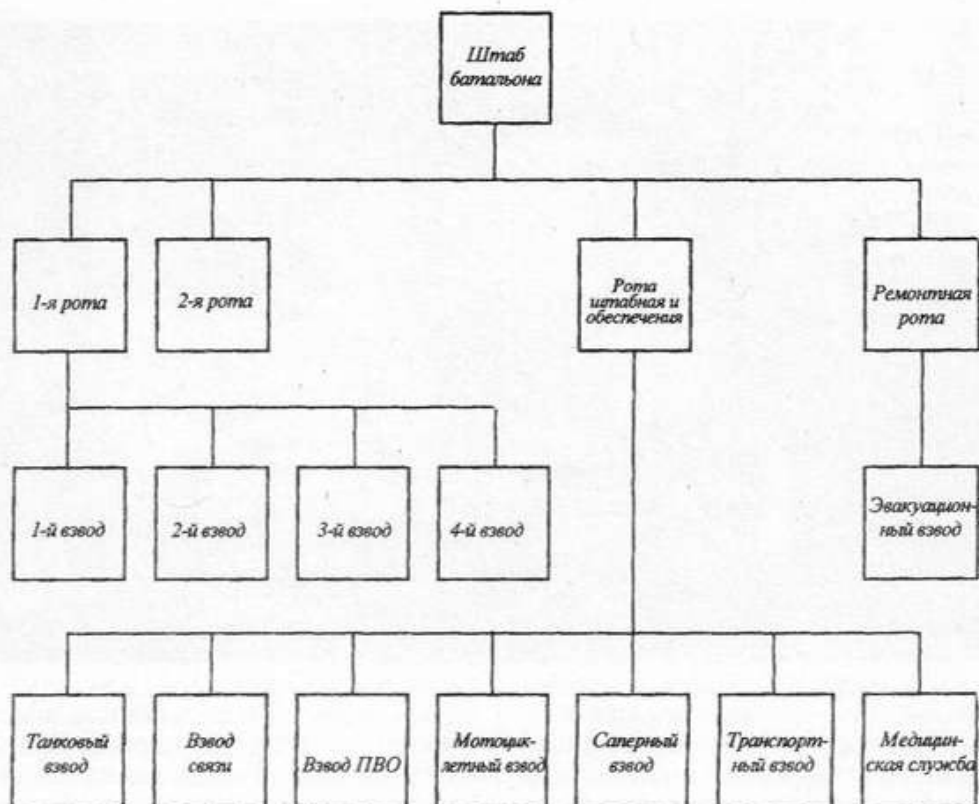 Штаб
батальона
1-я рота
2-я рота
Рота
штабная и
обеспечения
Ремонтная
рота
1-й взвод
2-й взвод
3-й взвод
4-й взвод
Эвакуацион-
ный взвод
Танковый
взвод
Взвод
связи
Взвод ПВО
Мотоцик-
летный взвод
Саперный
взвод
Транспорт-
ный взвод
Медицин-
ская служба